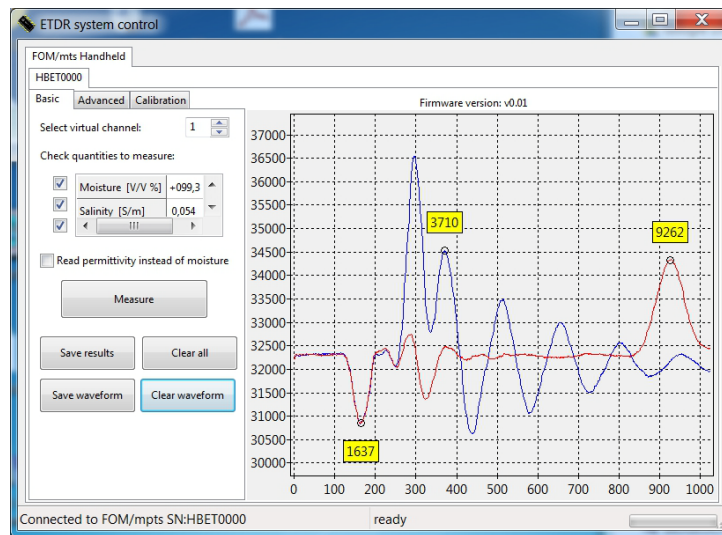 ETDR system control
FOM/mts Handheld
HBET0000
Basic Advanced Calibration
Firmware version: v0.01
Select virtual channel: 1
Check quantities to measure:
Moisture [V/V %] +099,3
Salinity [S/m] 0,054
Read permittivity instead of moisture
Measure
Save results Clear all
Save waveform Clear waveform
37000
36500
36000
35500
35000
34500
34000
33500
33000
32500
32000
31500
31000
30500
30000
3710
9262
1637
0 100 200 300 400 500 600 700 800 900 1000
Connected to FOM/mpts SN:HBET0000 ready